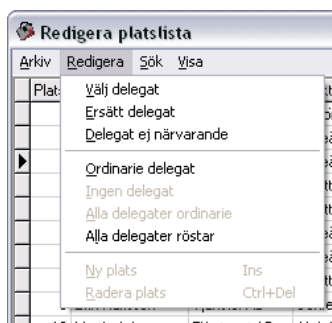 Redigera platslista
Arkiv Redigera Sök Visa
Plat
Välj delegat
Ersätt delegat
Delegat ej närvarande
Ordinarie delegat
Ingen delegat
Alla delegater ordinarie
Alla delegater röstar
Ny plats Ins
Radera plats Ctrl+Del